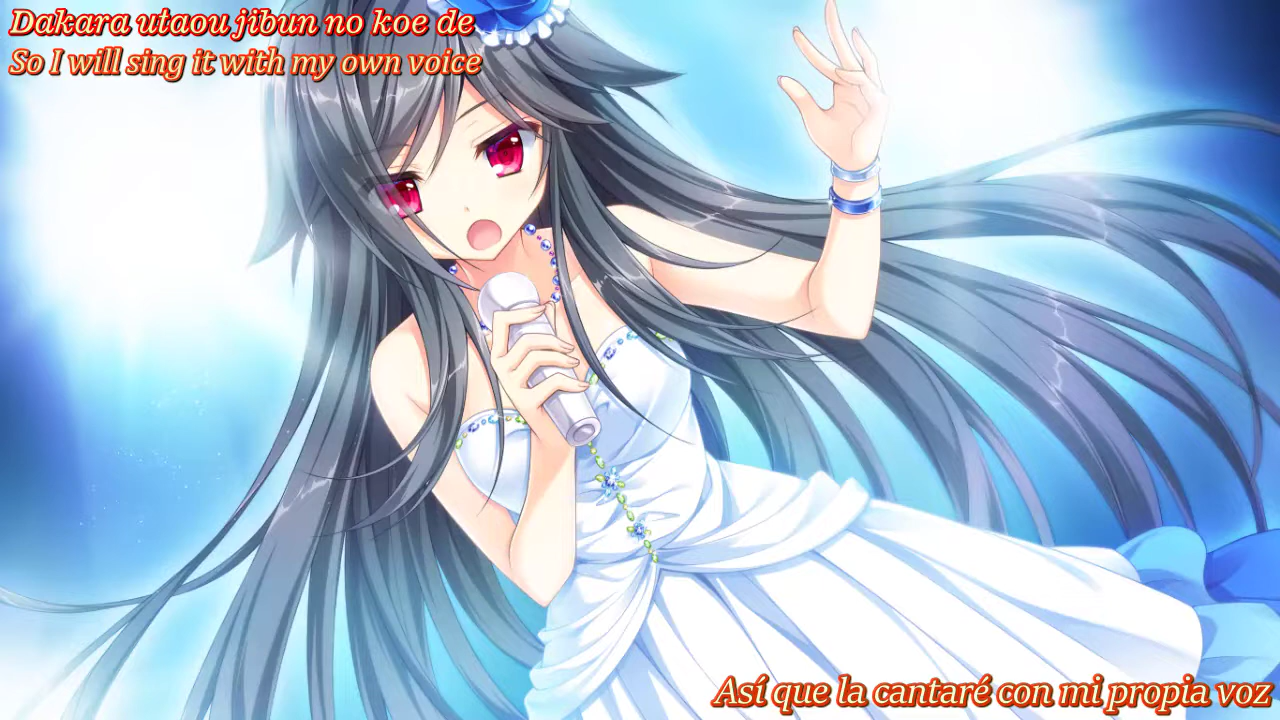 Dakara utaou jibun no koe de
So I will sing it with my own voice
Así que la cantaré con mi propia voz